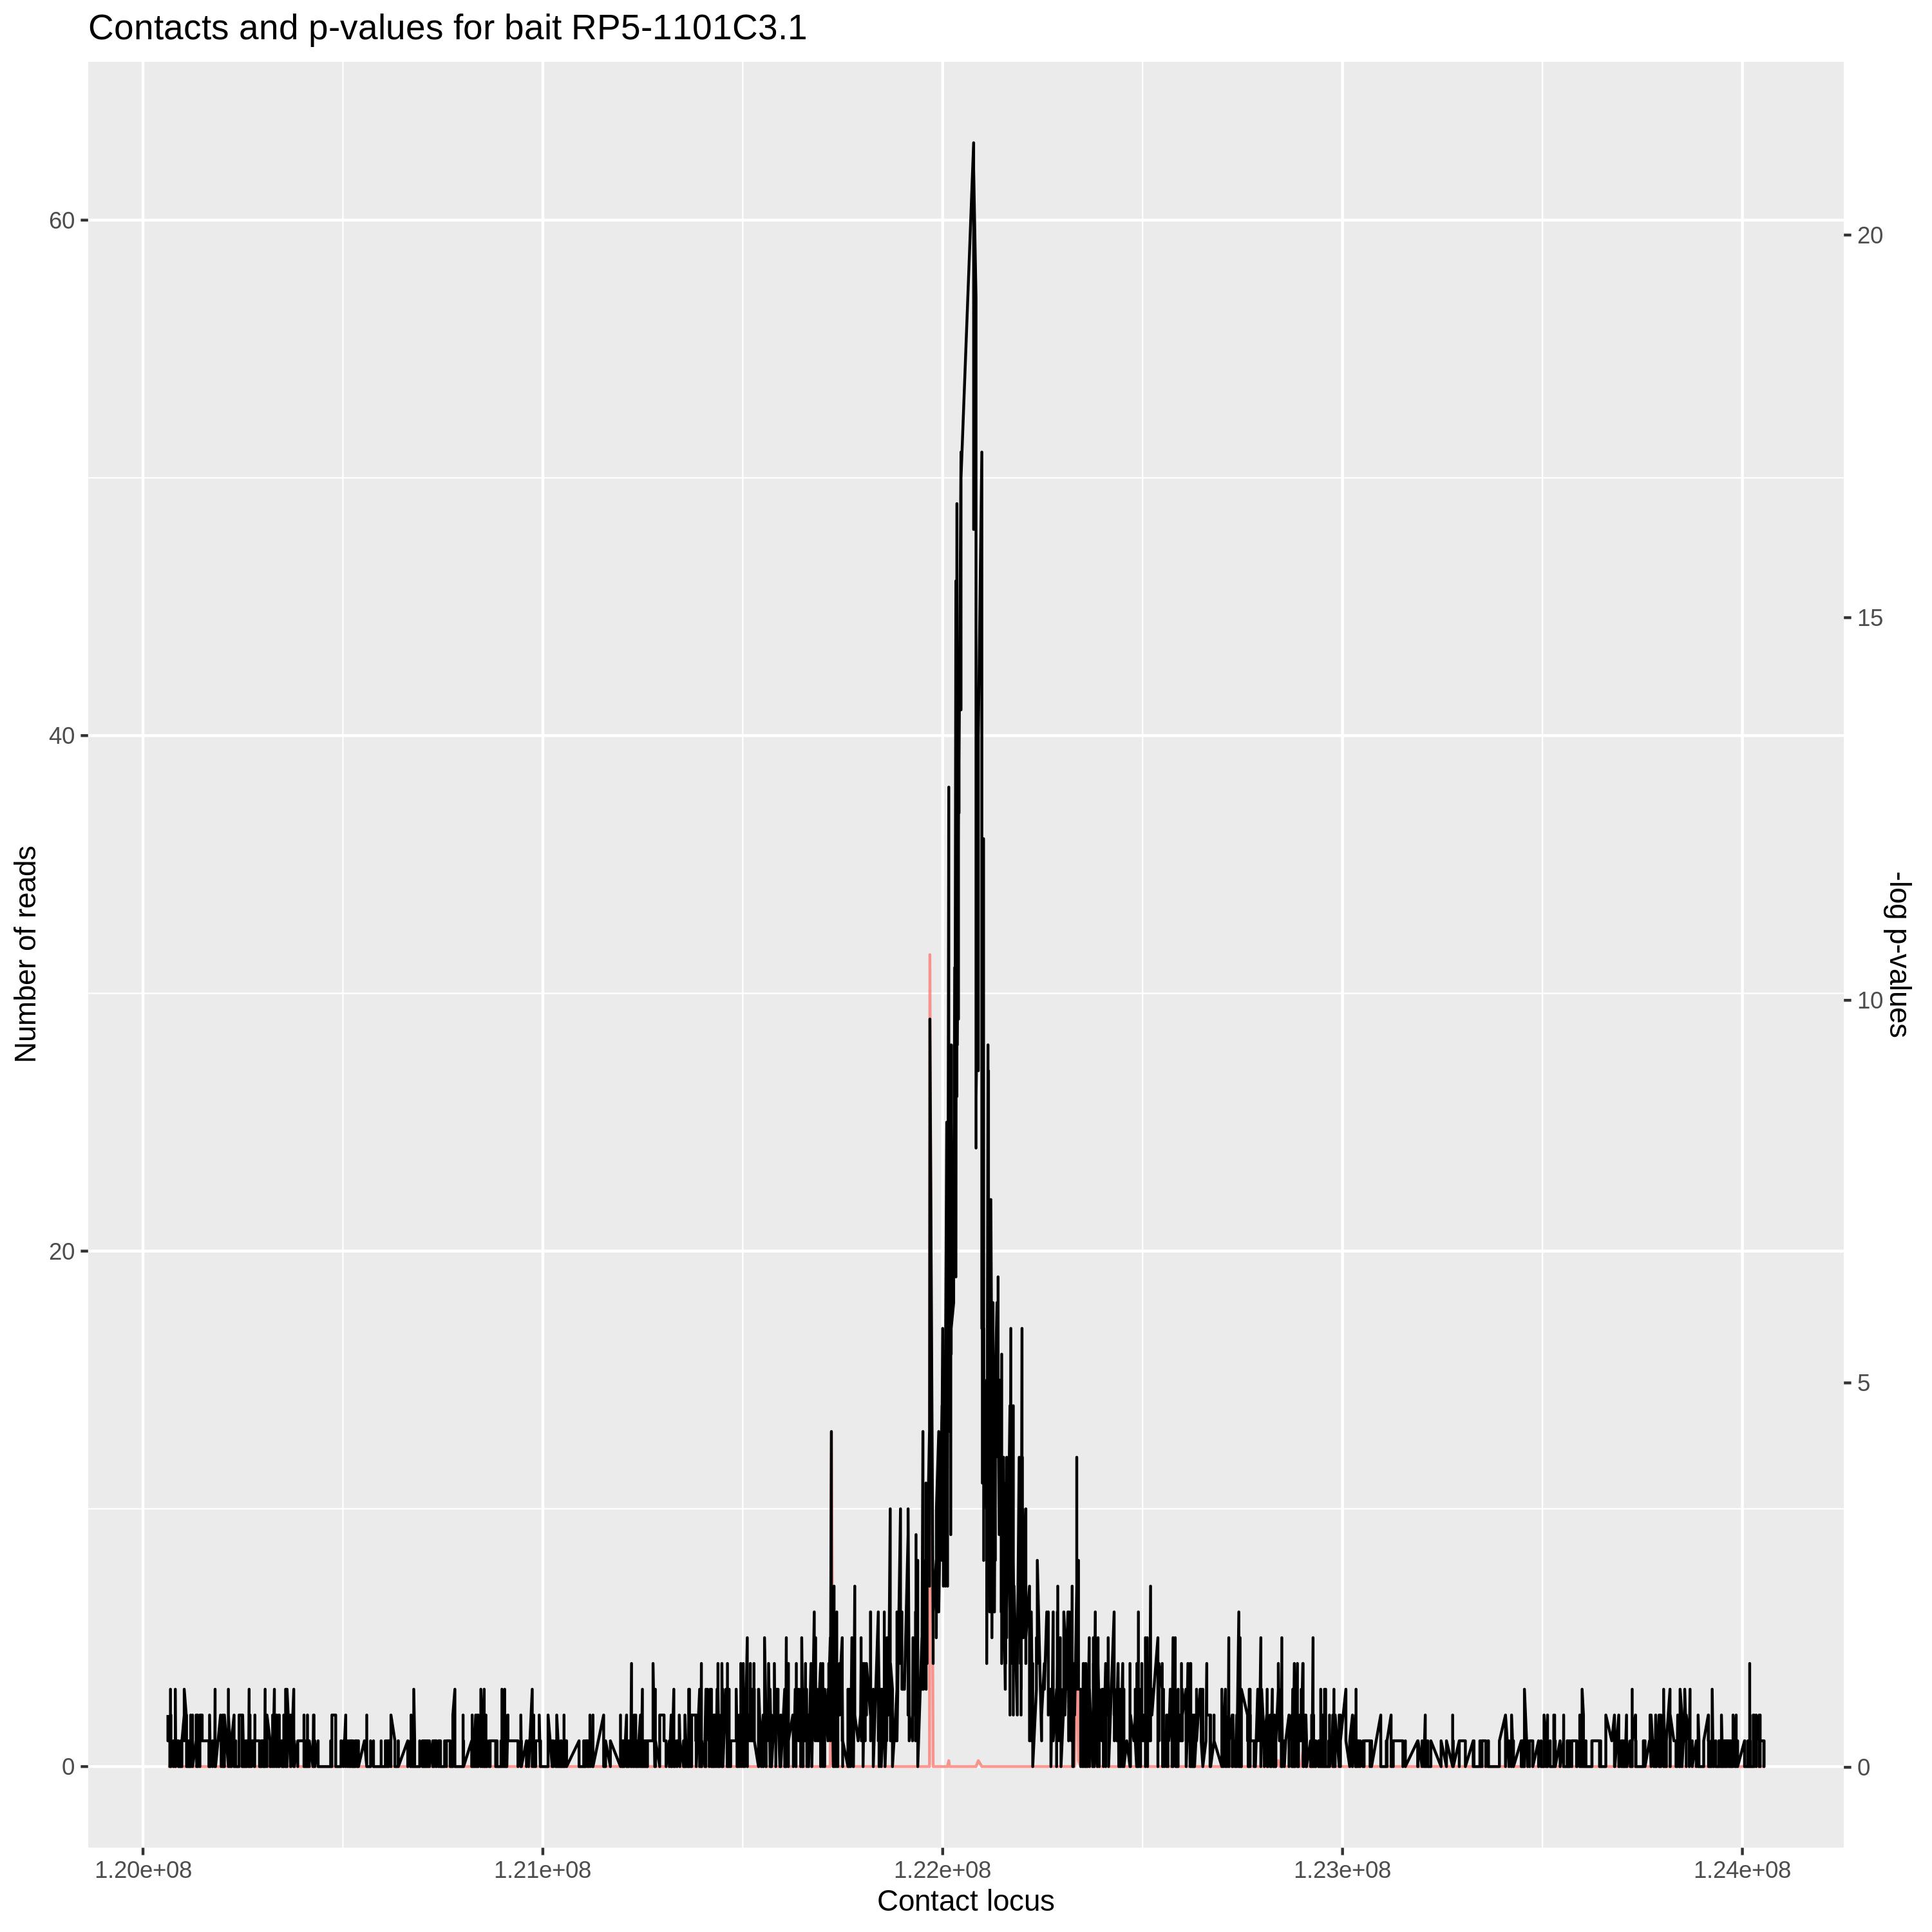 Contacts and p-values for bait RP5-1101C3.1
60
40
20
0
Number of reads
20
15
10
5
0
-log p-values
1.20e+08
1.21e+08
1.22e+08
1.23e+08
1.24e+08
Contact locus